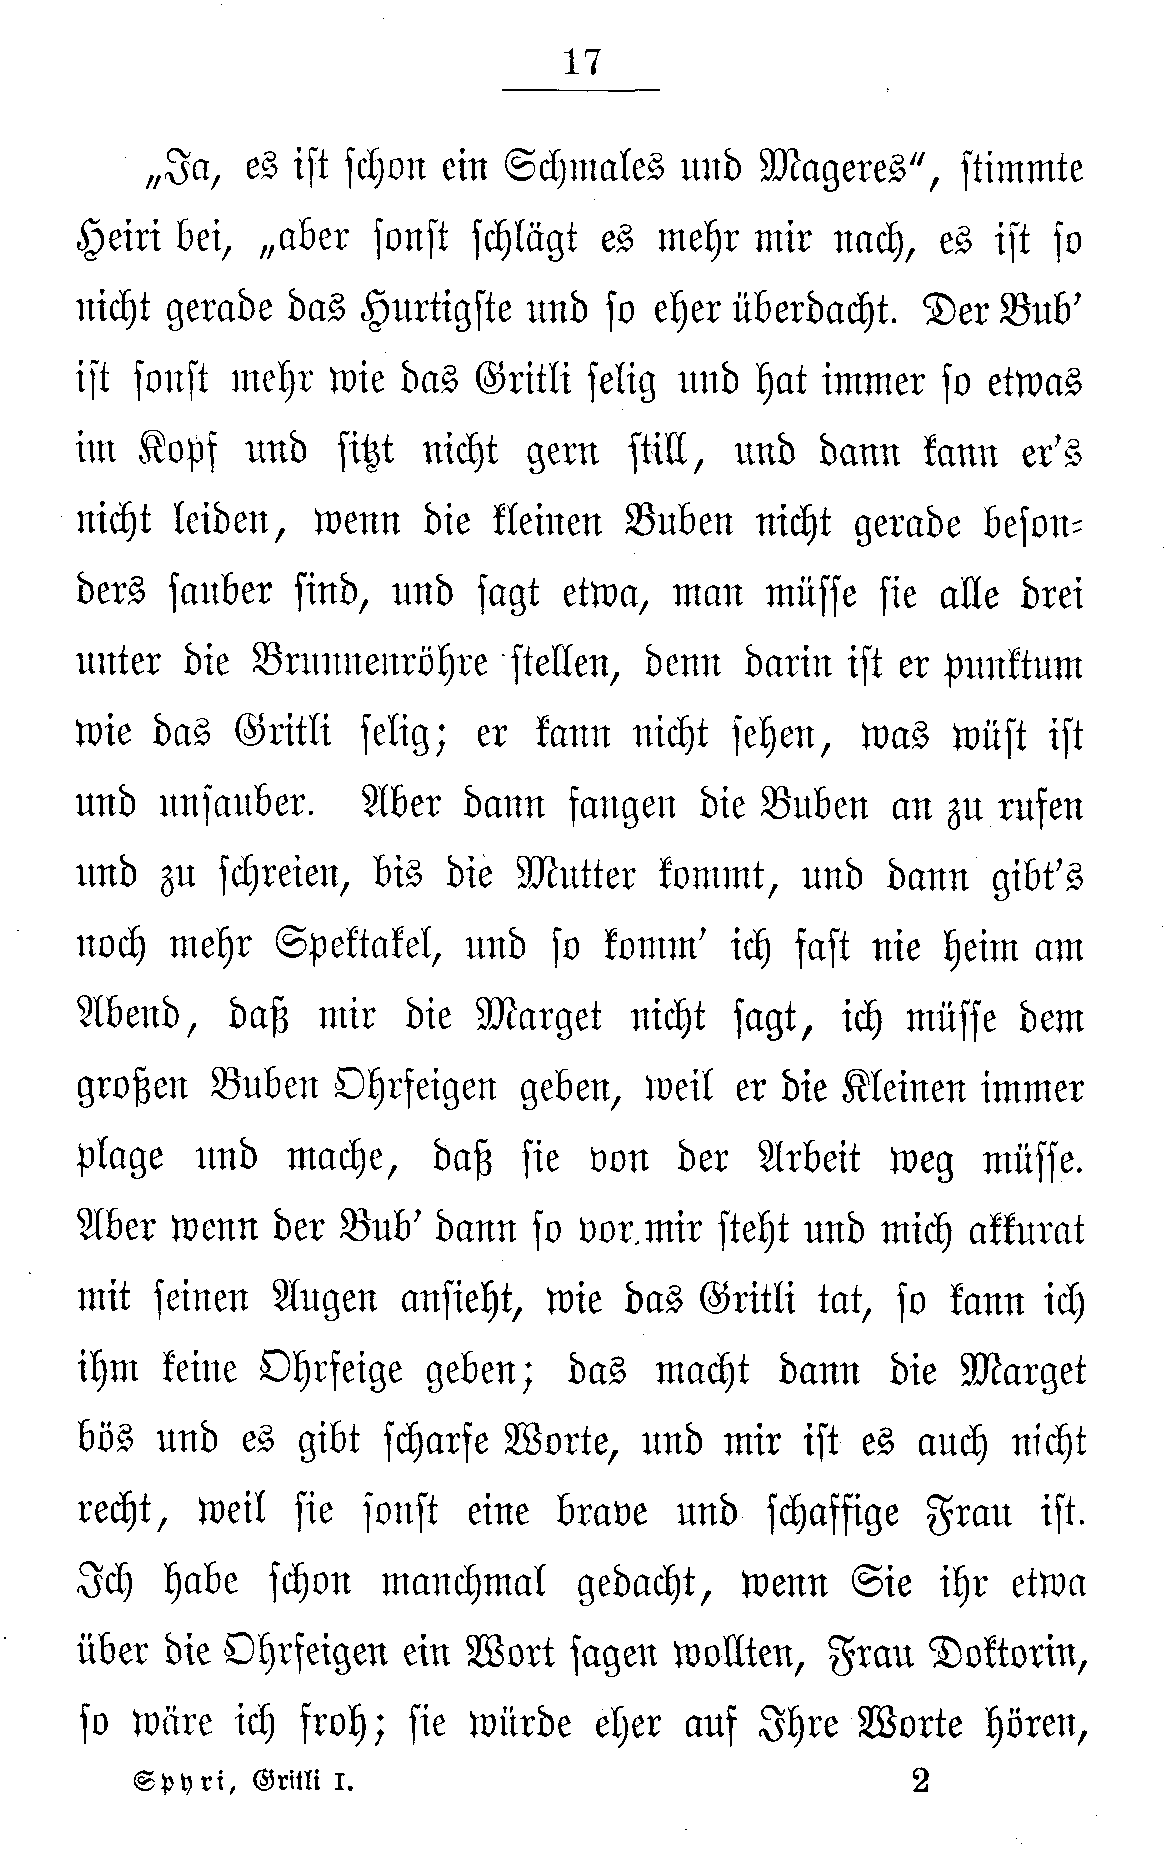 17
„Ja, es ist schon ein Schmales und Mageres“, stimmte
Heiri bei, „aber sonst schlägt es mehr mir nach, es ist so
nicht gerade das Hurtigste und so eher überdacht. Der Bub’
ist sonst mehr wie das Gritli selig und hat immer so etwas
im Kopf und sitzt nicht gern still, und dann kann er’s
nicht leiden, wenn die kleinen Buben nicht gerade beson-
ders sauber sind, und sagt etwa, man müsse sie alle drei
unter die Brunnenröhre stellen, denn darin ist er punktum
wie das Gritli selig; er kann nicht sehen, was wüst ist
und unsauber. Aber dann fangen die Buben an zu rufen
und zu schreien, bis die Mutter kommt, und dann gibt’s
noch mehr Spektakel, und so komm’ ich fast nie heim am
Abend, daß mir die Marget nicht sagt, ich müsse dem
großen Buben Ohrfeigen geben, weil er die Kleinen immer
plage und mache, daß sie von der Arbeit weg müsse.
Aber wenn der Bub’ dann so vor mir steht und mich akkurat
mit seinen Augen ansieht, wie das Gritli tat, so kann ich
ihm keine Ohrfeige geben; das macht dann die Marget
bös und es gibt scharfe Worte, und mir ist es auch nicht
recht, weil sie sonst eine brave und schaffige Frau ist.
Ich habe schon manchmal gedacht, wenn Sie ihr etwa
über die Ohrfeigen ein Wort sagen wollten, Frau Doktorin,
so wäre ich froh; sie würde eher auf Ihre Worte hören,
Spyri, Gritli I. 2